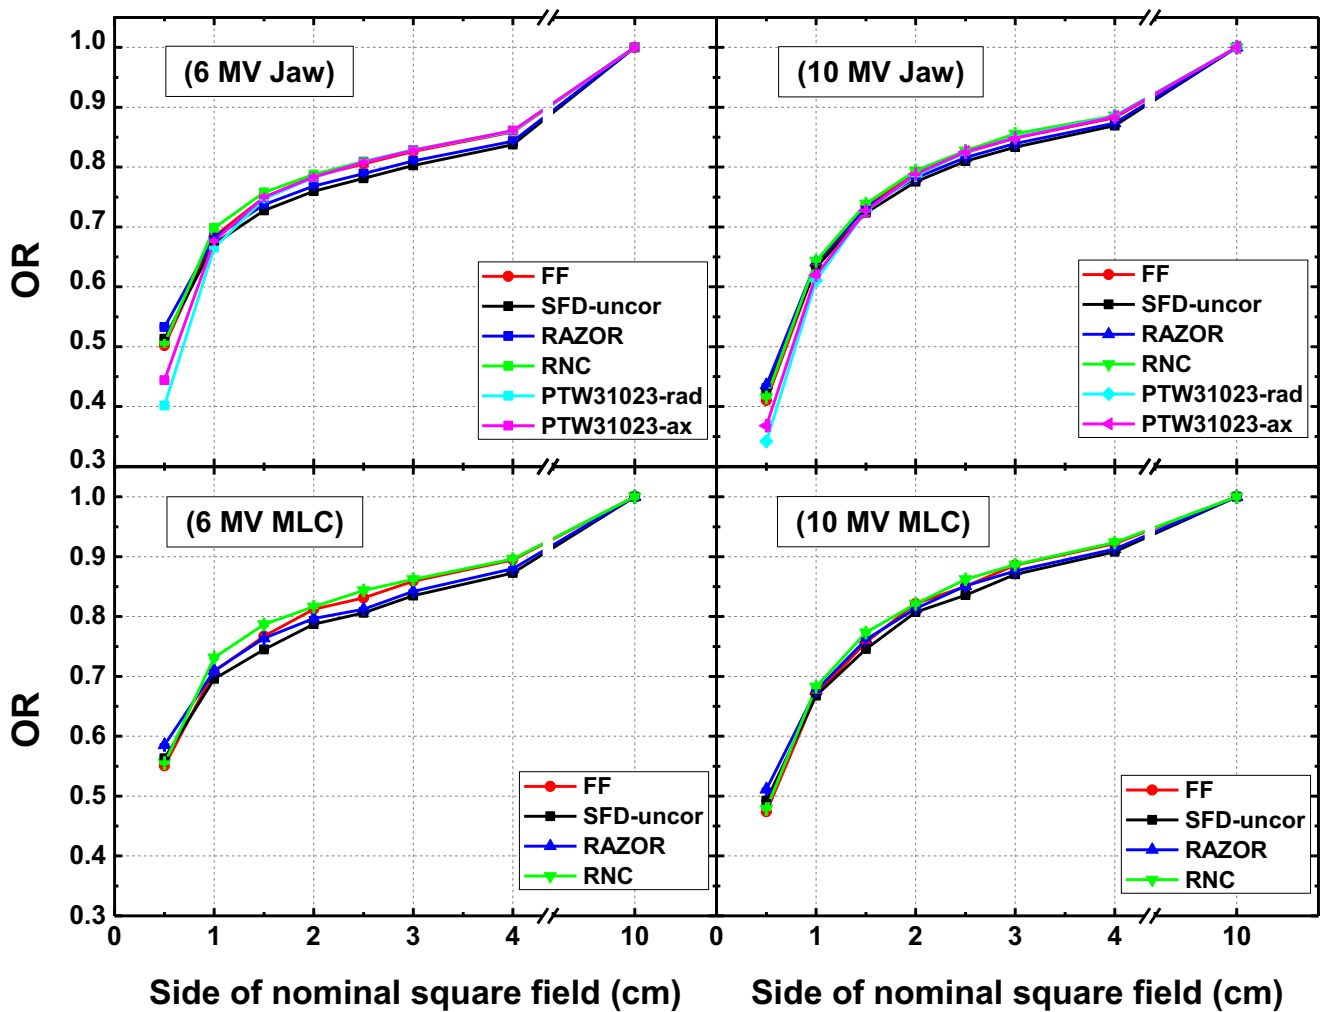 (6 MV Jaw)
(10 MV Jaw)
OR
1.0
0.9
0.8
0.7
0.6
0.5
0.4
0.3
FF
SFD-uncor
RAZOR
RNC
PTW31023-rad
PTW31023-ax
FF
SFD-uncor
RAZOR
RNC
PTW31023-rad
PTW31023-ax
(6 MV MLC)
(10 MV MLC)
OR
1.0
0.9
0.8
0.7
0.6
0.5
0.4
0.3
FF
SFD-uncor
RAZOR
RNC
FF
SFD-uncor
RAZOR
RNC
0 1 2 3 4 10
0 1 2 3 4 10
Side of nominal square field (cm)
Side of nominal square field (cm)